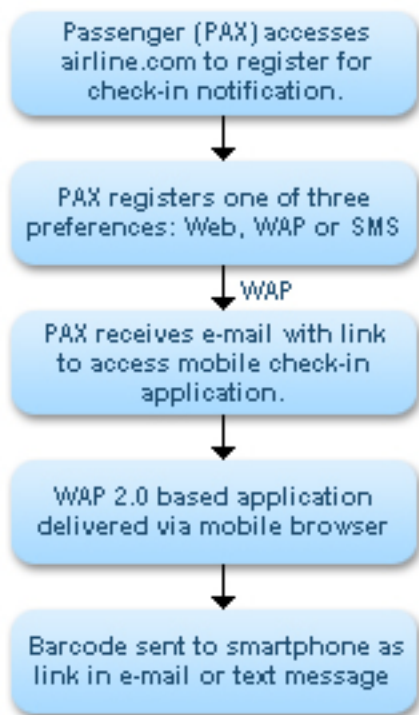 Passenger (PAX) accesses
airline.com to register for
check-in notification.
PAX registers one of three
preferences: Web, WAP or SMS
WAP
PAX receives e-mail with link
to access mobile check-in
application.
WAP 2.0 based application
delivered via mobile browser
Barcode sent to smartphone as
link in e-mail or text message